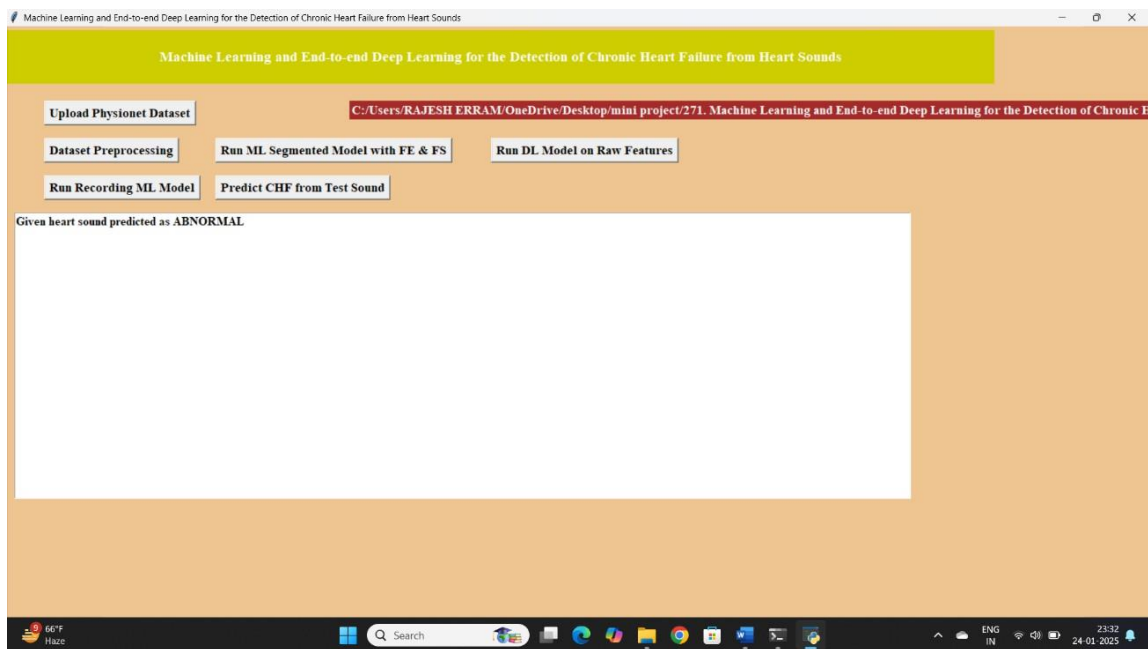 Machine Learning and End-to-end Deep Learning for the Detection of Chronic Heart Failure from Heart Sounds
Machine Learning and End-to-end Deep Learning for the Detection of Chronic Heart Failure from Heart Sounds
Upload Physionet Dataset
C:/Users/RAJESH ERRAM/OneDrive/Desktop/mini project/271. Machine Learning and End-to-end Deep Learning for the Detection of Chronic H
Dataset Preprocessing
Run ML Segmented Model with FE & FS
Run DL Model on Raw Features
Run Recording ML Model
Predict CHF from Test Sound
Given heart sound predicted as ABNORMAL
9
66°F
Haze
Search
ENG
IN
23:32
24-01-2025